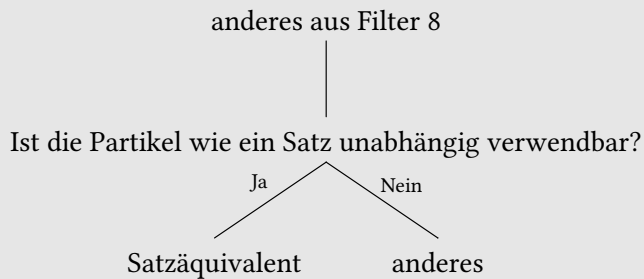 anderes aus Filter 8
Ist die Partikel wie ein Satz unabhängig verwendbar?
Ja
Nein
Satzäquivalent
anderes